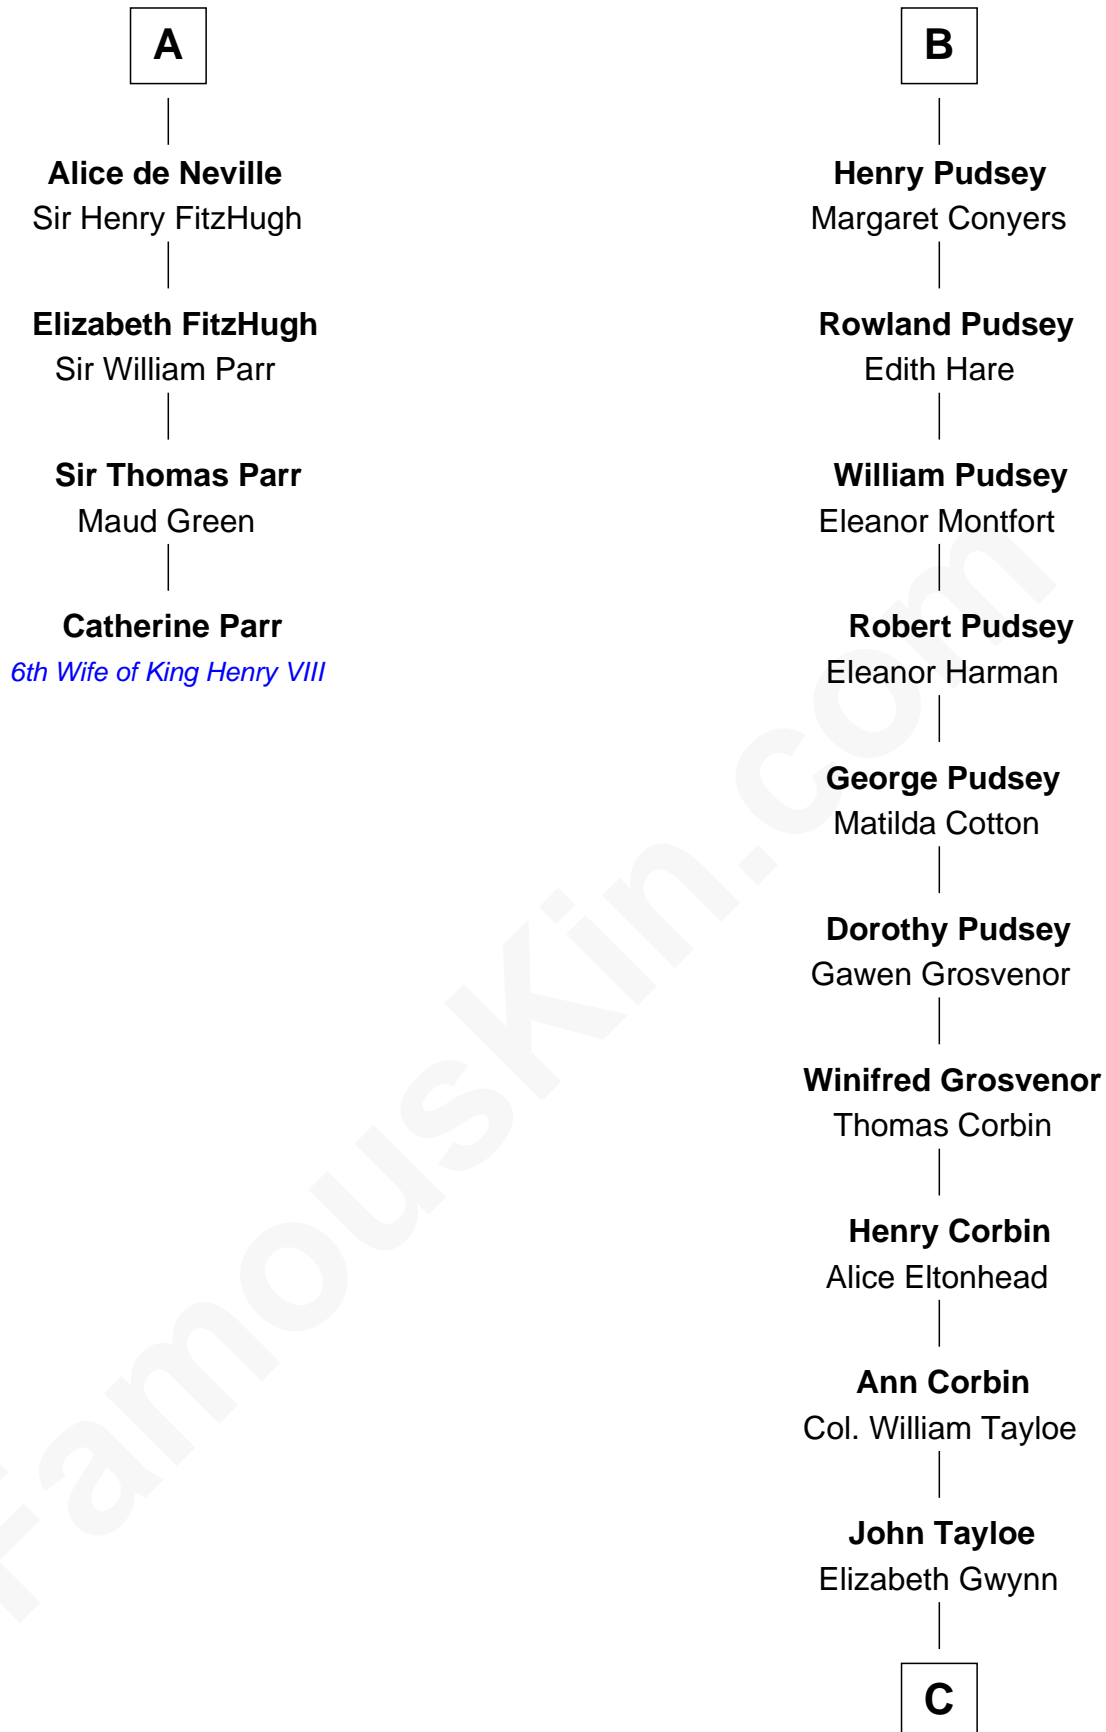 A
Alice de Neville
Sir Henry FitzHugh
Elizabeth FitzHugh
Sir William Parr
Sir Thomas Parr
Maud Green
Catherine Parr
6th Wife of King Henry VIII
B
Henry Pudsey
Margaret Conyers
Rowland Pudsey
Edith Hare
William Pudsey
Eleanor Montfort
Robert Pudsey
Eleanor Harman
George Pudsey
Matilda Cotton
Dorothy Pudsey
Gawen Grosvenor
Winifred Grosvenor
Thomas Corbin
Henry Corbin
Alice Eltonhead
Ann Corbin
Col. William Tayloe
John Tayloe
Elizabeth Gwynn
C
FamousKin.com